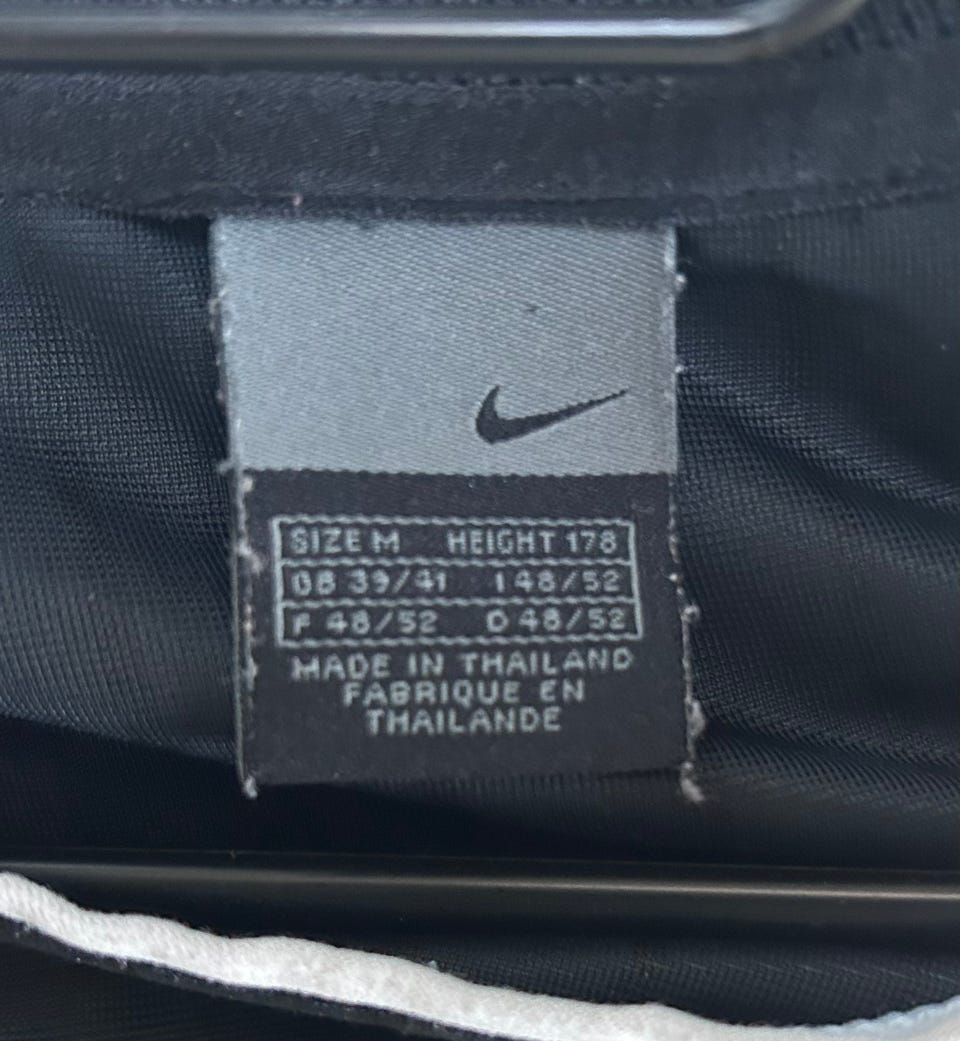 SIZE M HEIGHT 178
GB 39/41 I 48/52
F 48/52 D 48/52
MADE IN THAILAND
FABRIQUE EN
THAILANDE